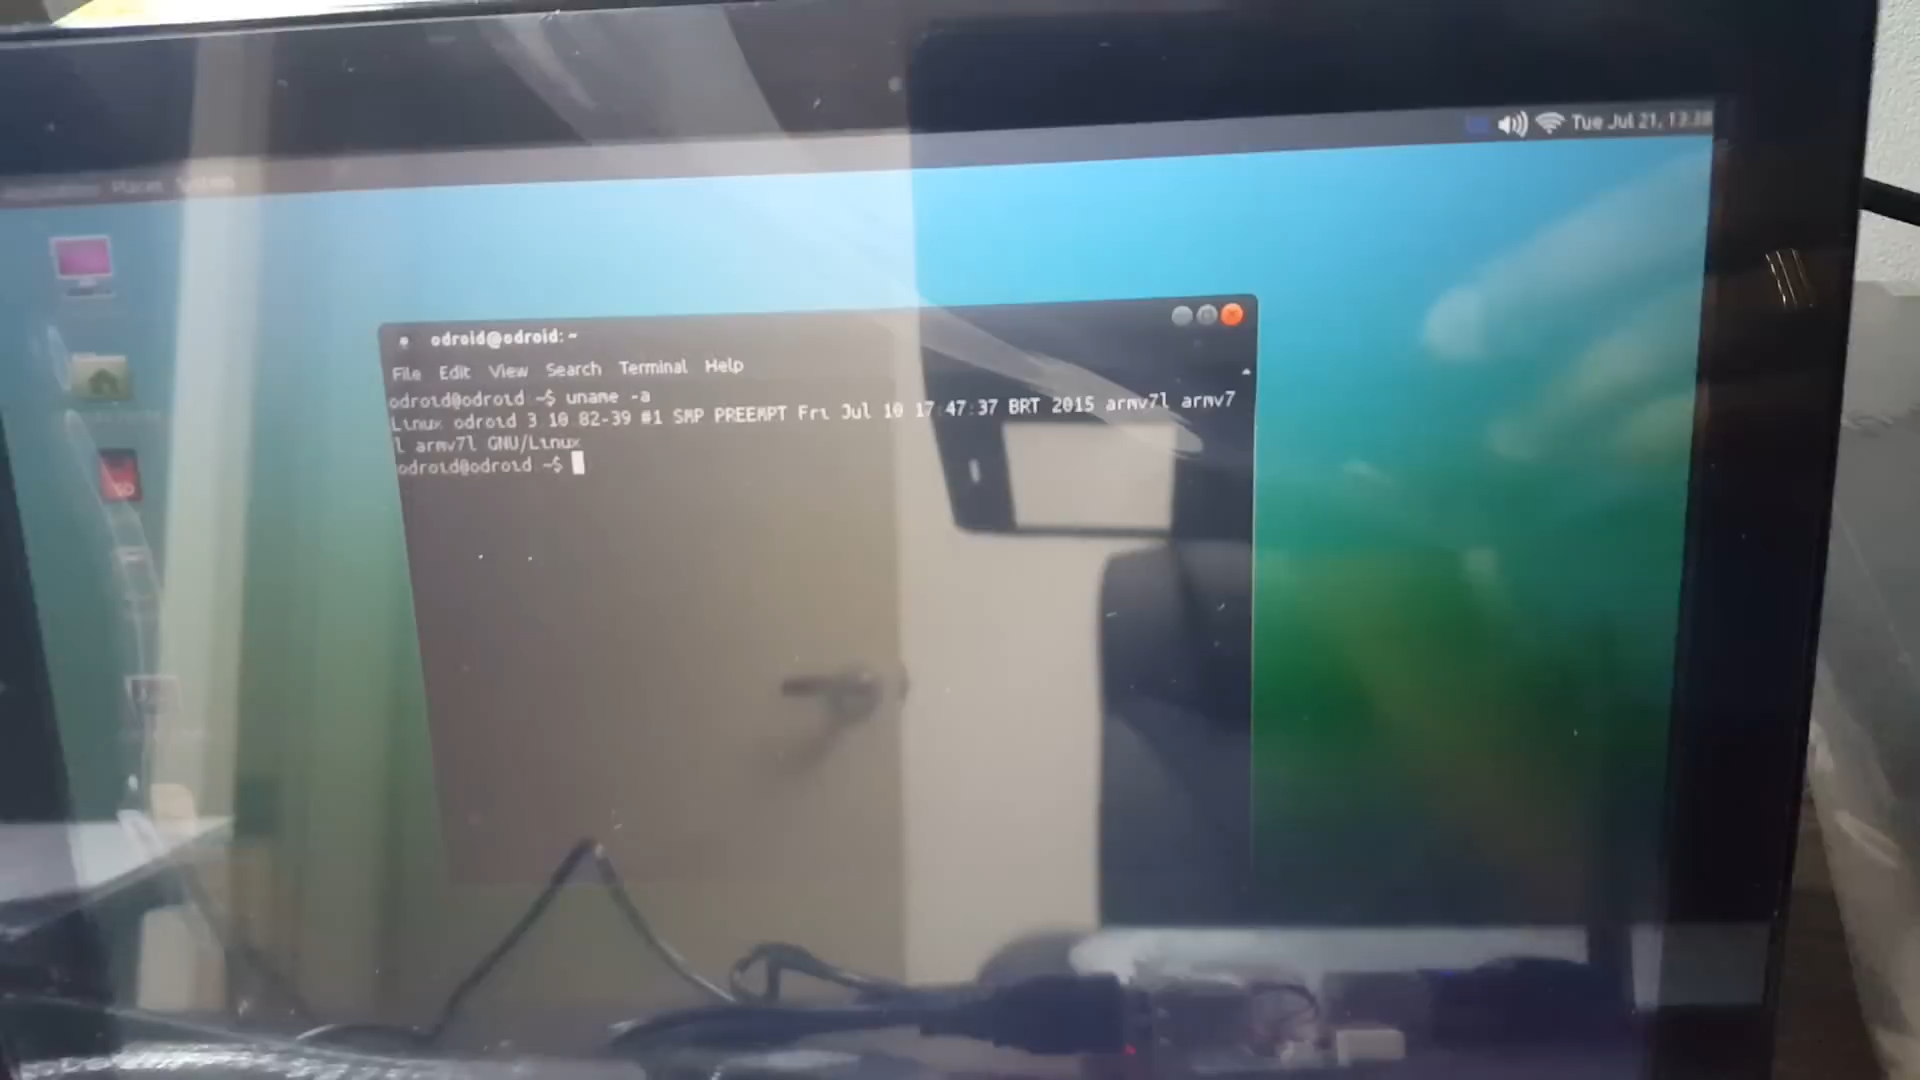 Tue Jul 21, 13:38
Places System
odroid@odroid: ~
File Edit View Search Terminal Help
odroid@odroid ~$ uname -a
Linux odroid 3 10 82-39 #1 SMP PREEMPT Fri Jul 10 17 47:37 BRT 2015 armv7l armv7
l armv7l GNU/Linux
odroid@odroid ~$